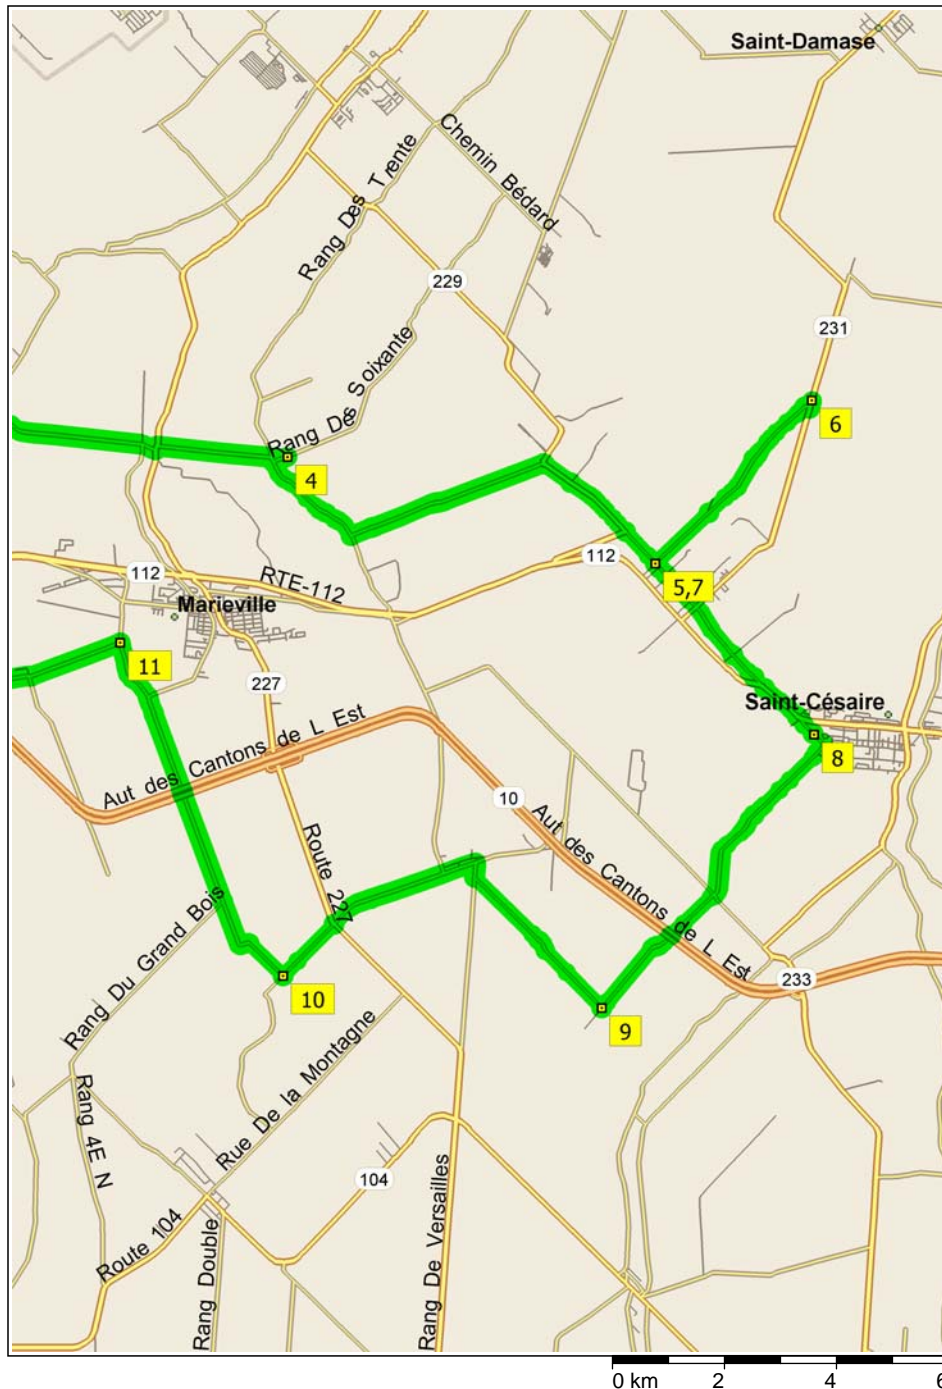 Saint-Damase
Chemin Bédard
Rang Des Trente
229
231
Rang Des Soixante
6
4
112
5,7
112
RTE-112
Marieville
11
227
Saint-Césaire
8
Aut des Cantons de L Est
10
Aut des Cantons de L Est
Route 227
Rang Du Grand Bois
10
233
9
Rue De la Montagne
Rang 4E N
104
Route 104
Rang Double
Rang De Versailles
0 km 2 4 6